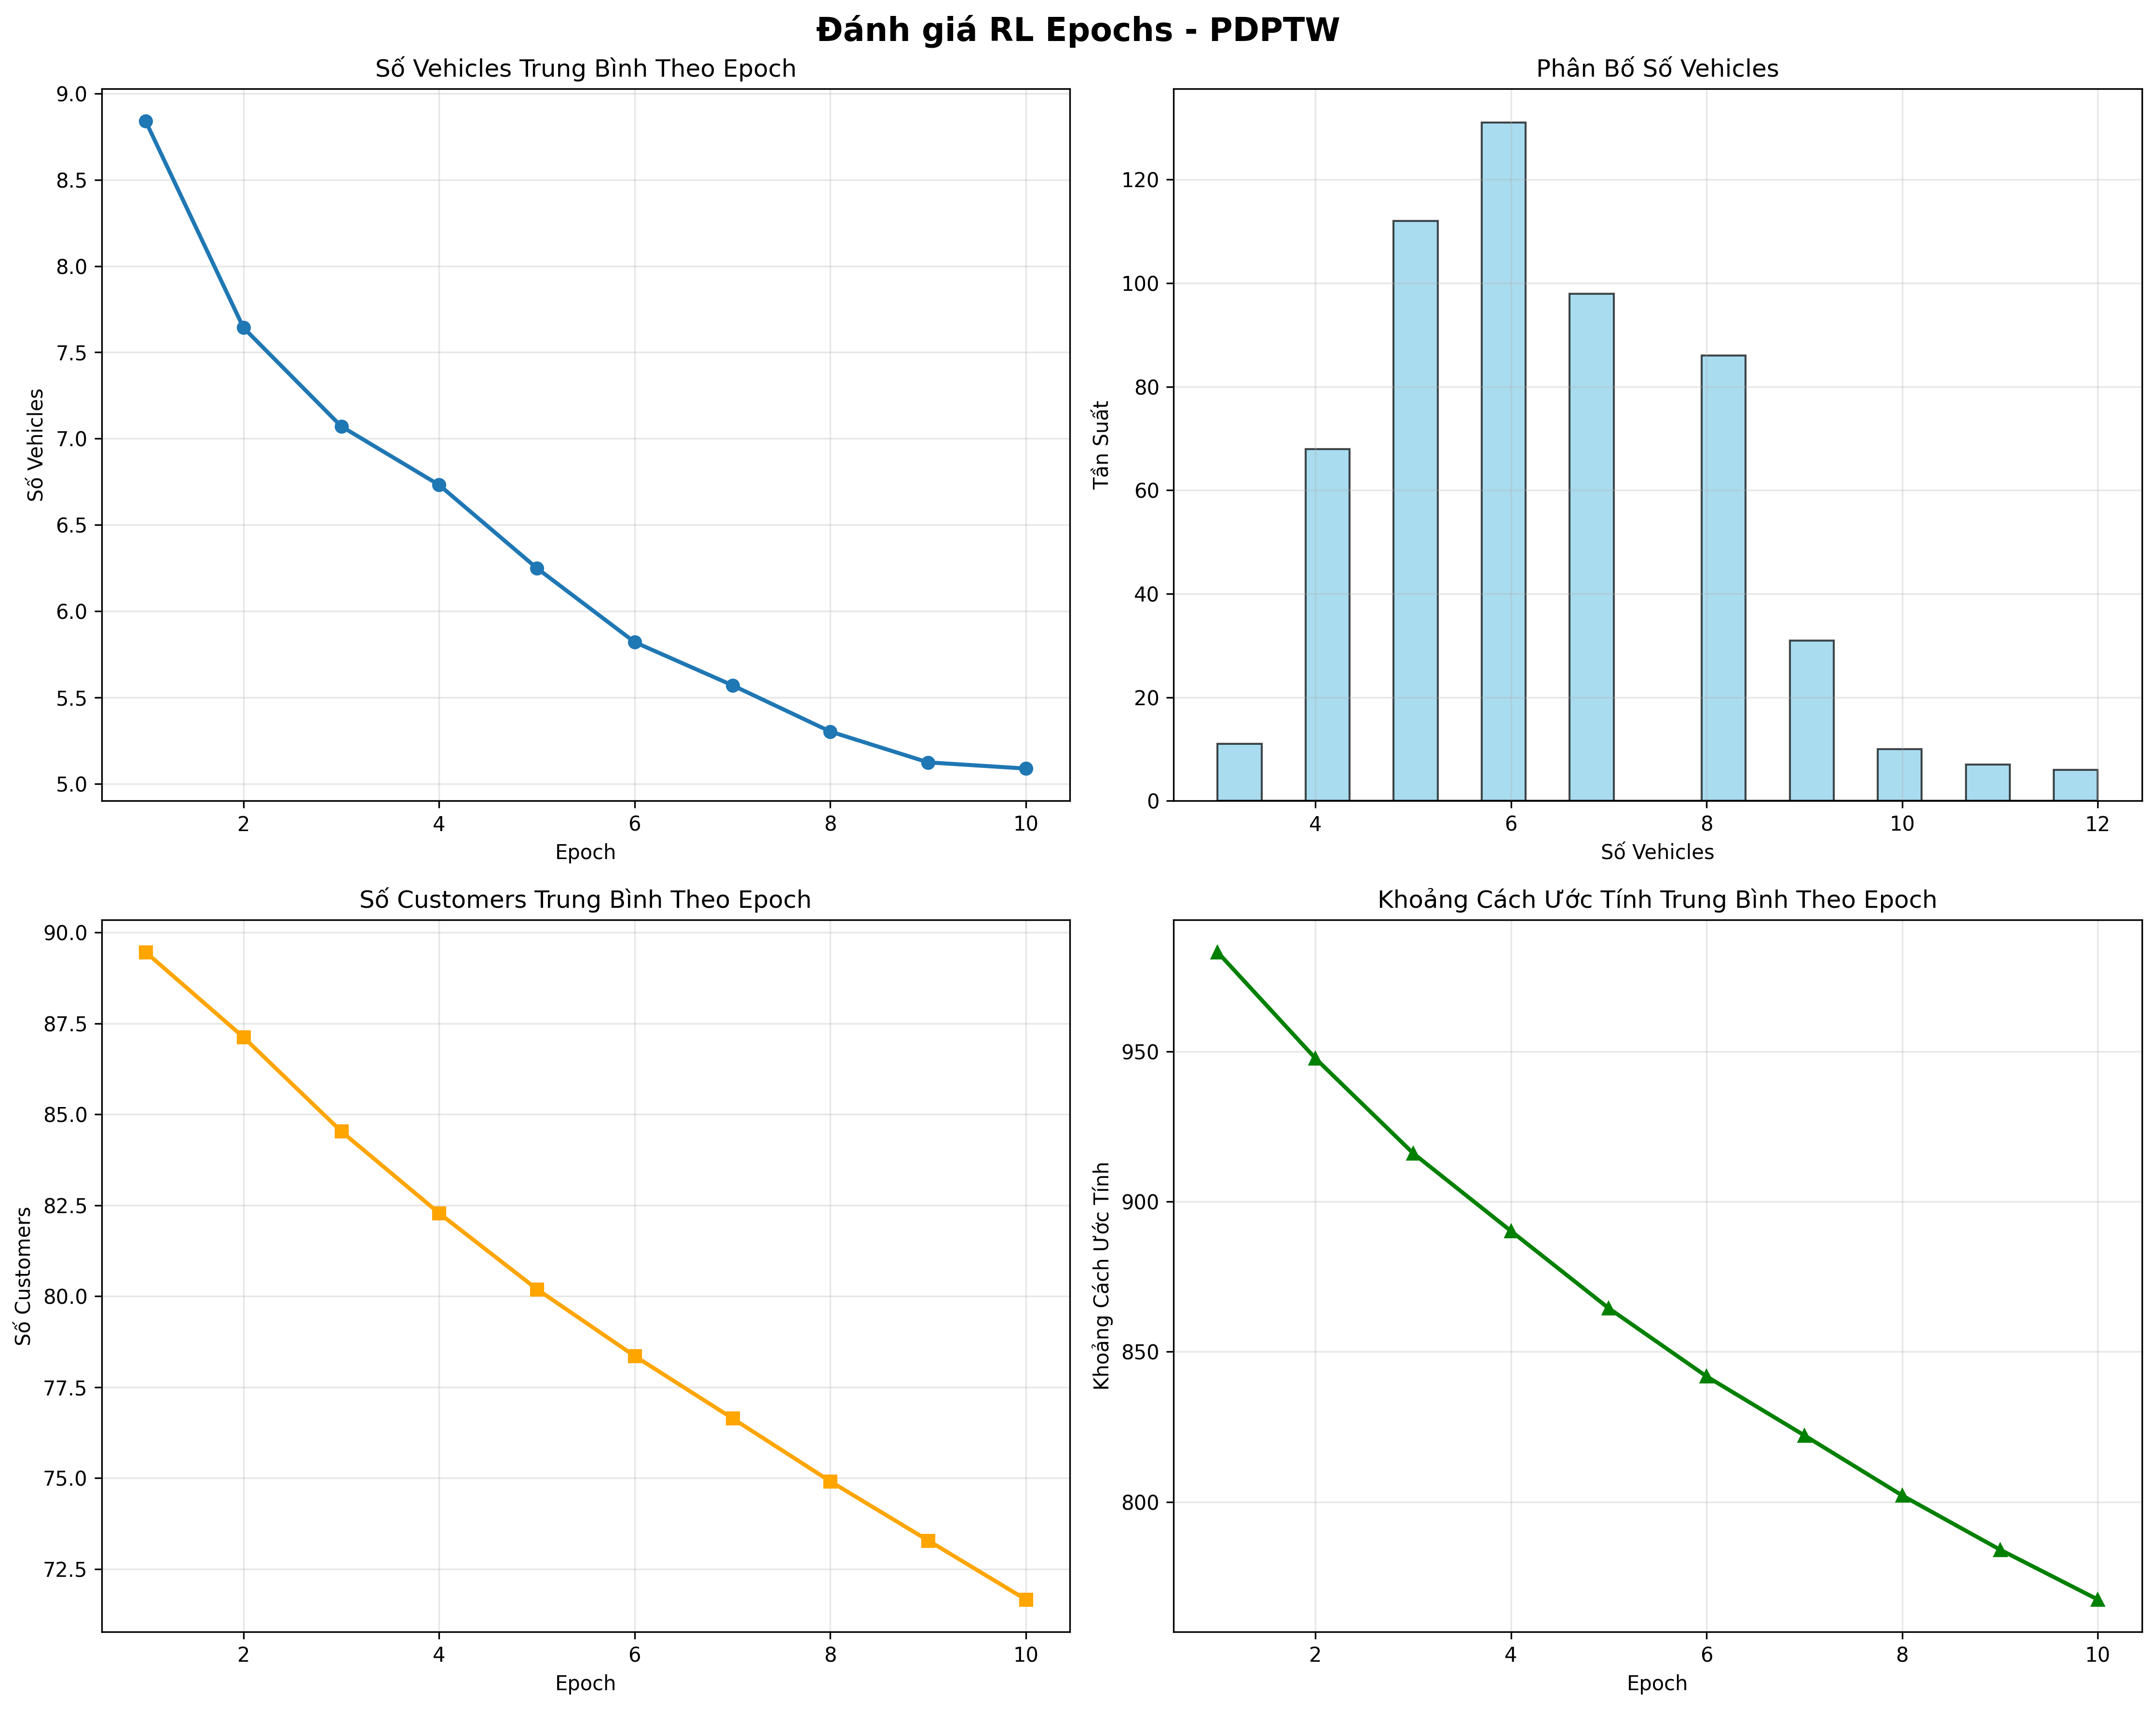 Đánh giá RL Epochs - PDPTW
Số Vehicles Trung Bình Theo Epoch
9.0
8.5
8.0
7.5
7.0
6.5
6.0
5.5
5.0
Số Vehicles
2 4 6 8 10
Epoch
Phân Bố Số Vehicles
120
100
80
60
40
20
0
Tần Suất
4 6 8 10 12
Số Vehicles
Số Customers Trung Bình Theo Epoch
90.0
87.5
85.0
82.5
80.0
77.5
75.0
72.5
Số Customers
2 4 6 8 10
Epoch
Khoảng Cách Ước Tính Trung Bình Theo Epoch
950
900
850
800
Khoảng Cách Ước Tính
2 4 6 8 10
Epoch